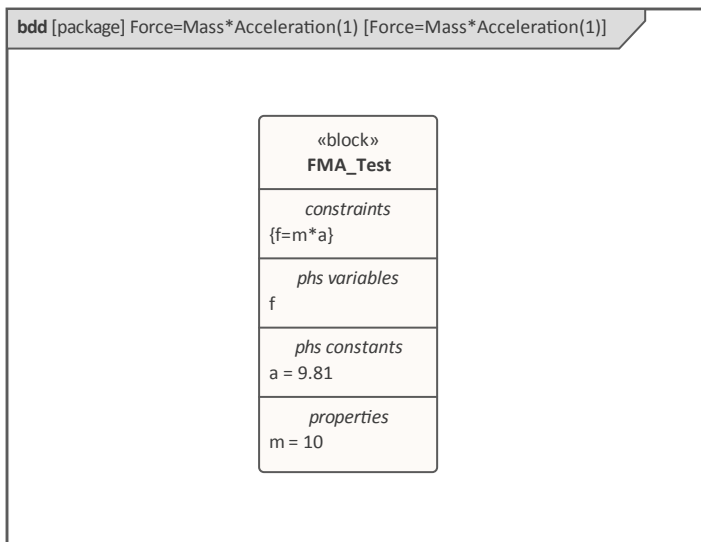 bdd [package] Force=Mass*Acceleration(1) [Force=Mass*Acceleration(1)]
«block»
FMA_Test
constraints
{f=m*a}
phs variables
f
phs constants
a = 9.81
properties
m = 10